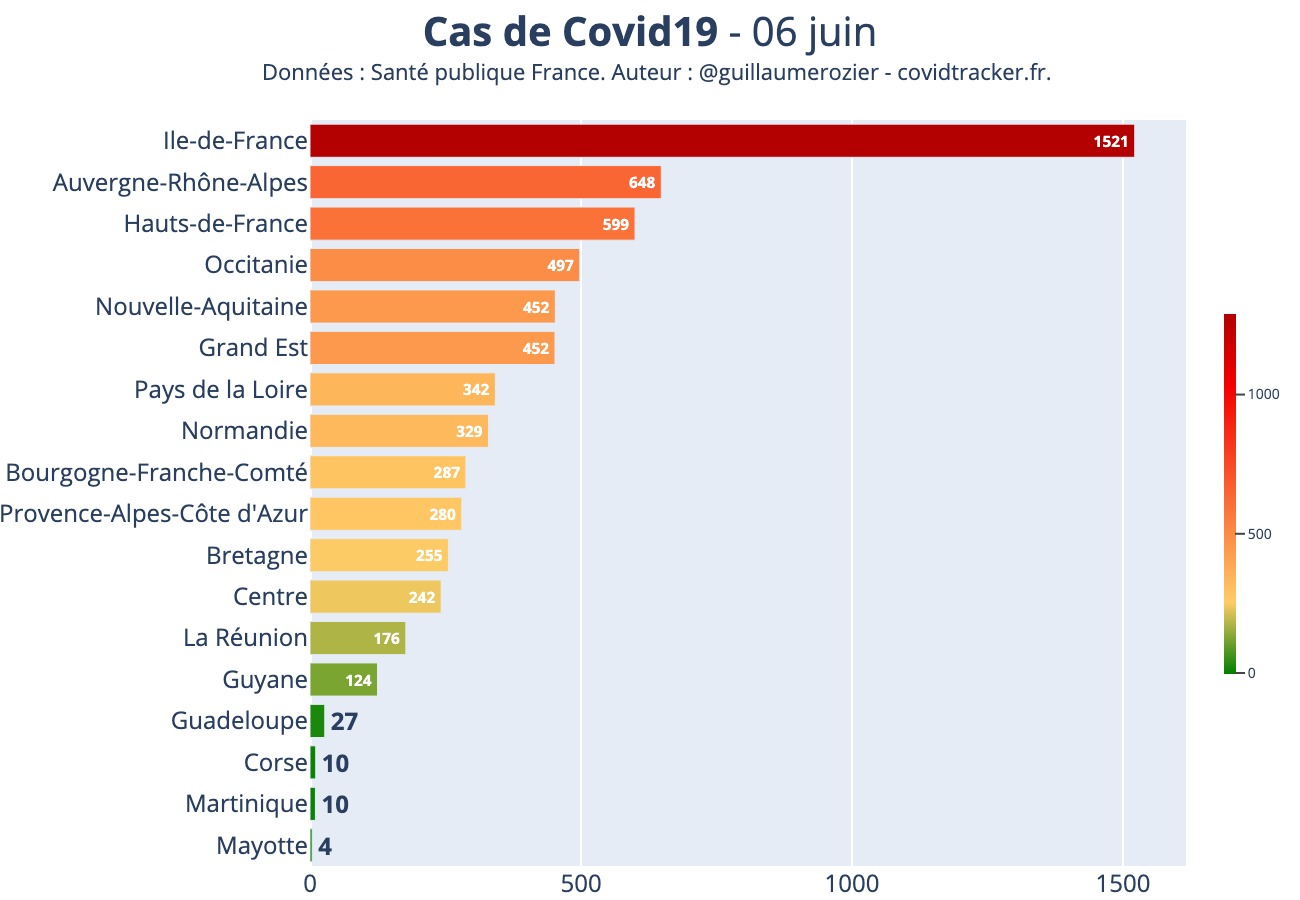 Cas de Covid19 - 06 juin
Données : Santé publique France. Auteur : @guillaumerozier - covidtracker.fr.
Ile-de-France 1521
Auvergne-Rhône-Alpes 648
Hauts-de-France 599
Occitanie 497
Nouvelle-Aquitaine 452
Grand Est 452
Pays de la Loire 342
Normandie 329
Bourgogne-Franche-Comté 287
Provence-Alpes-Côte d'Azur 280
Bretagne 255
Centre 242
La Réunion 176
Guyane 124
Guadeloupe 27
Corse 10
Martinique 10
Mayotte 4
0 500 1000 1500
1000
500
0